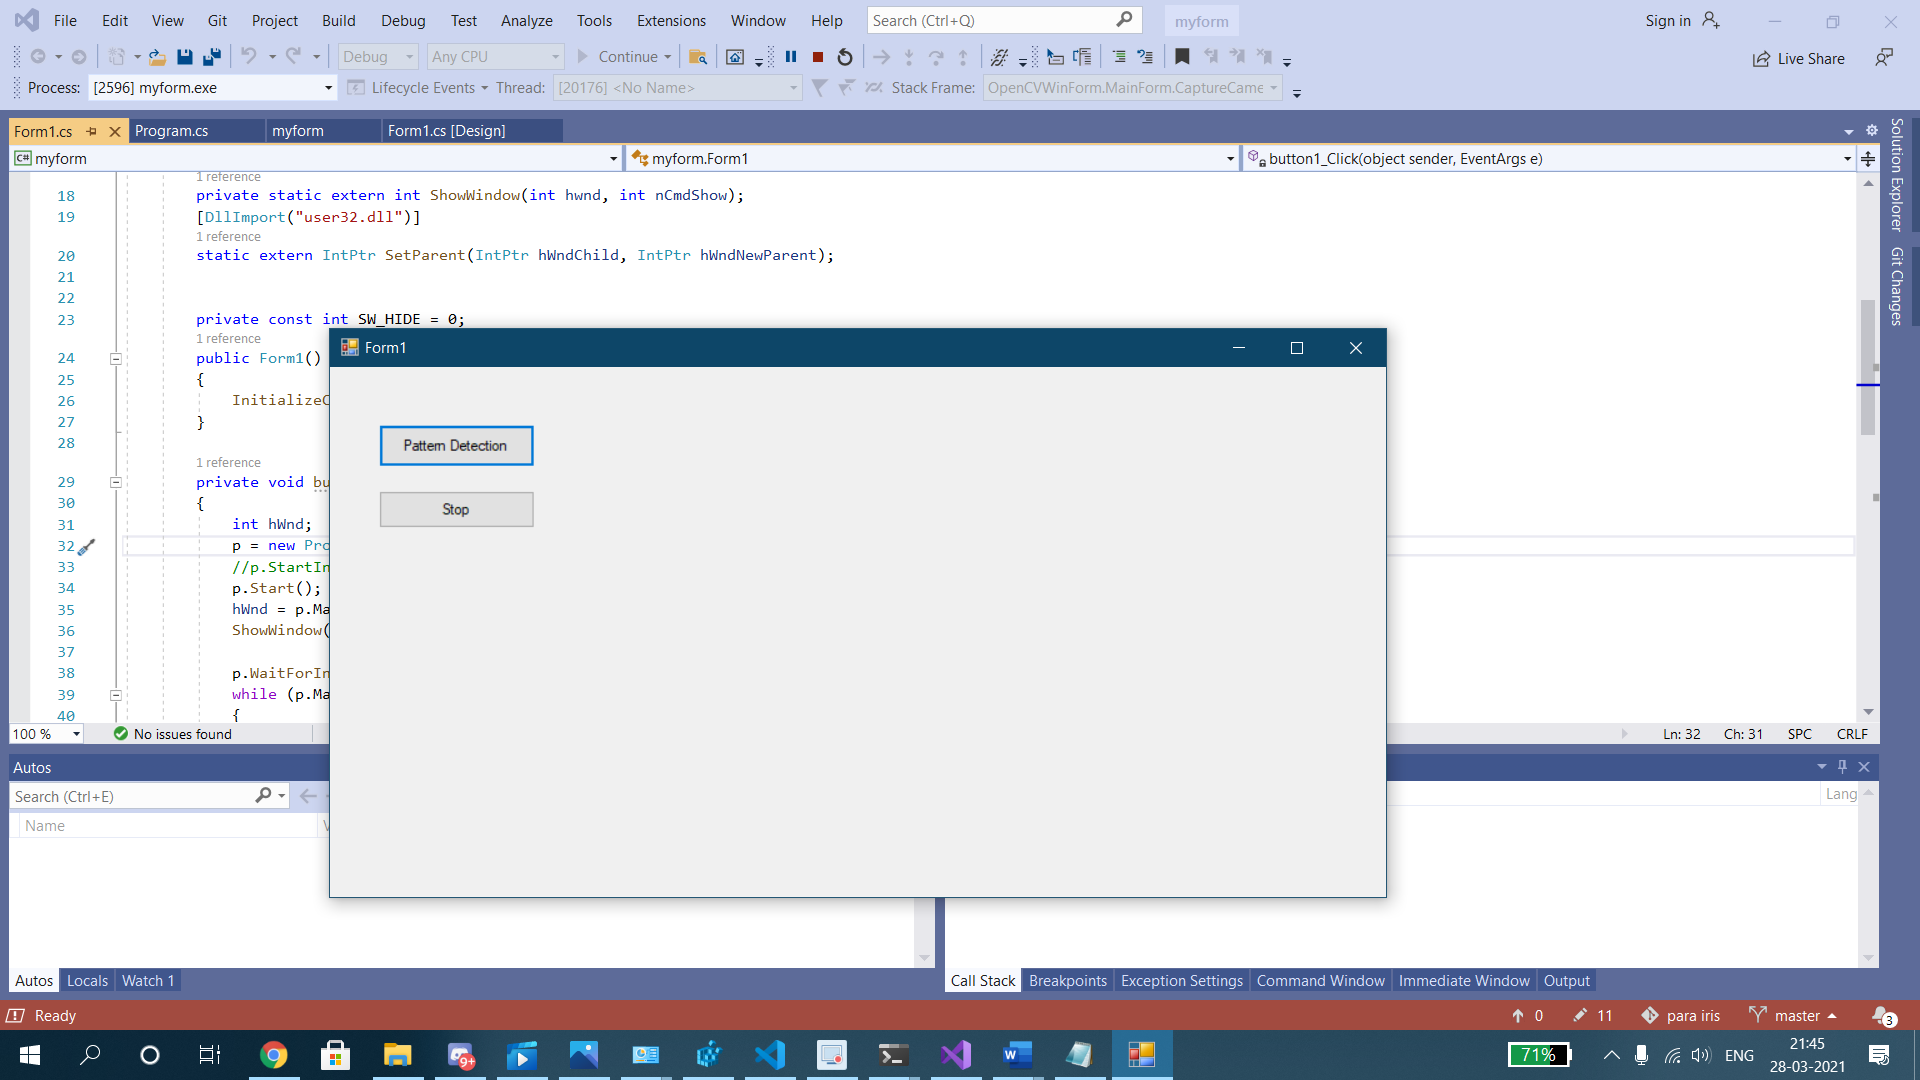 File Edit View Git Project Build Debug Test Analyze Tools Extensions Window Help Search (Ctrl+Q) myform Sign in
Debug Any CPU Continue Live Share
Process: [2596] myform.exe Lifecycle Events Thread: [20176] <No Name> Stack Frame: OpenCVWinForm.MainForm.CaptureCame
Form1.cs Program.cs myform Form1.cs [Design]
C# myform myform.Form1 button1_Click(object sender, EventArgs e)
1 reference
18 private static extern int ShowWindow(int hwnd, int nCmdShow);
19 [DllImport("user32.dll")]
1 reference
20 static extern IntPtr SetParent(IntPtr hWndChild, IntPtr hWndNewParent);
21
22
23 private const int SW_HIDE = 0;
1 reference
24 public Form1()
25 {
26 InitializeC
27 }
28
1 reference
29 private void bu
30 {
31 int hWnd;
32 p = new Pro
33 //p.StartIn
34 p.Start();
35 hWnd = p.Ma
36 ShowWindow(
37
38 p.WaitForIn
39 while (p.Ma
40 {
Form1
Pattern Detection
Stop
100 % No issues found Ln: 32 Ch: 31 SPC CRLF
Solution Explorer
Git Changes
Autos
Search (Ctrl+E)
Name V
Lang
Autos Locals Watch 1
Call Stack Breakpoints Exception Settings Command Window Immediate Window Output
Ready 0 11 para iris master 3
9+ 71% ENG 21:45
28-03-2021